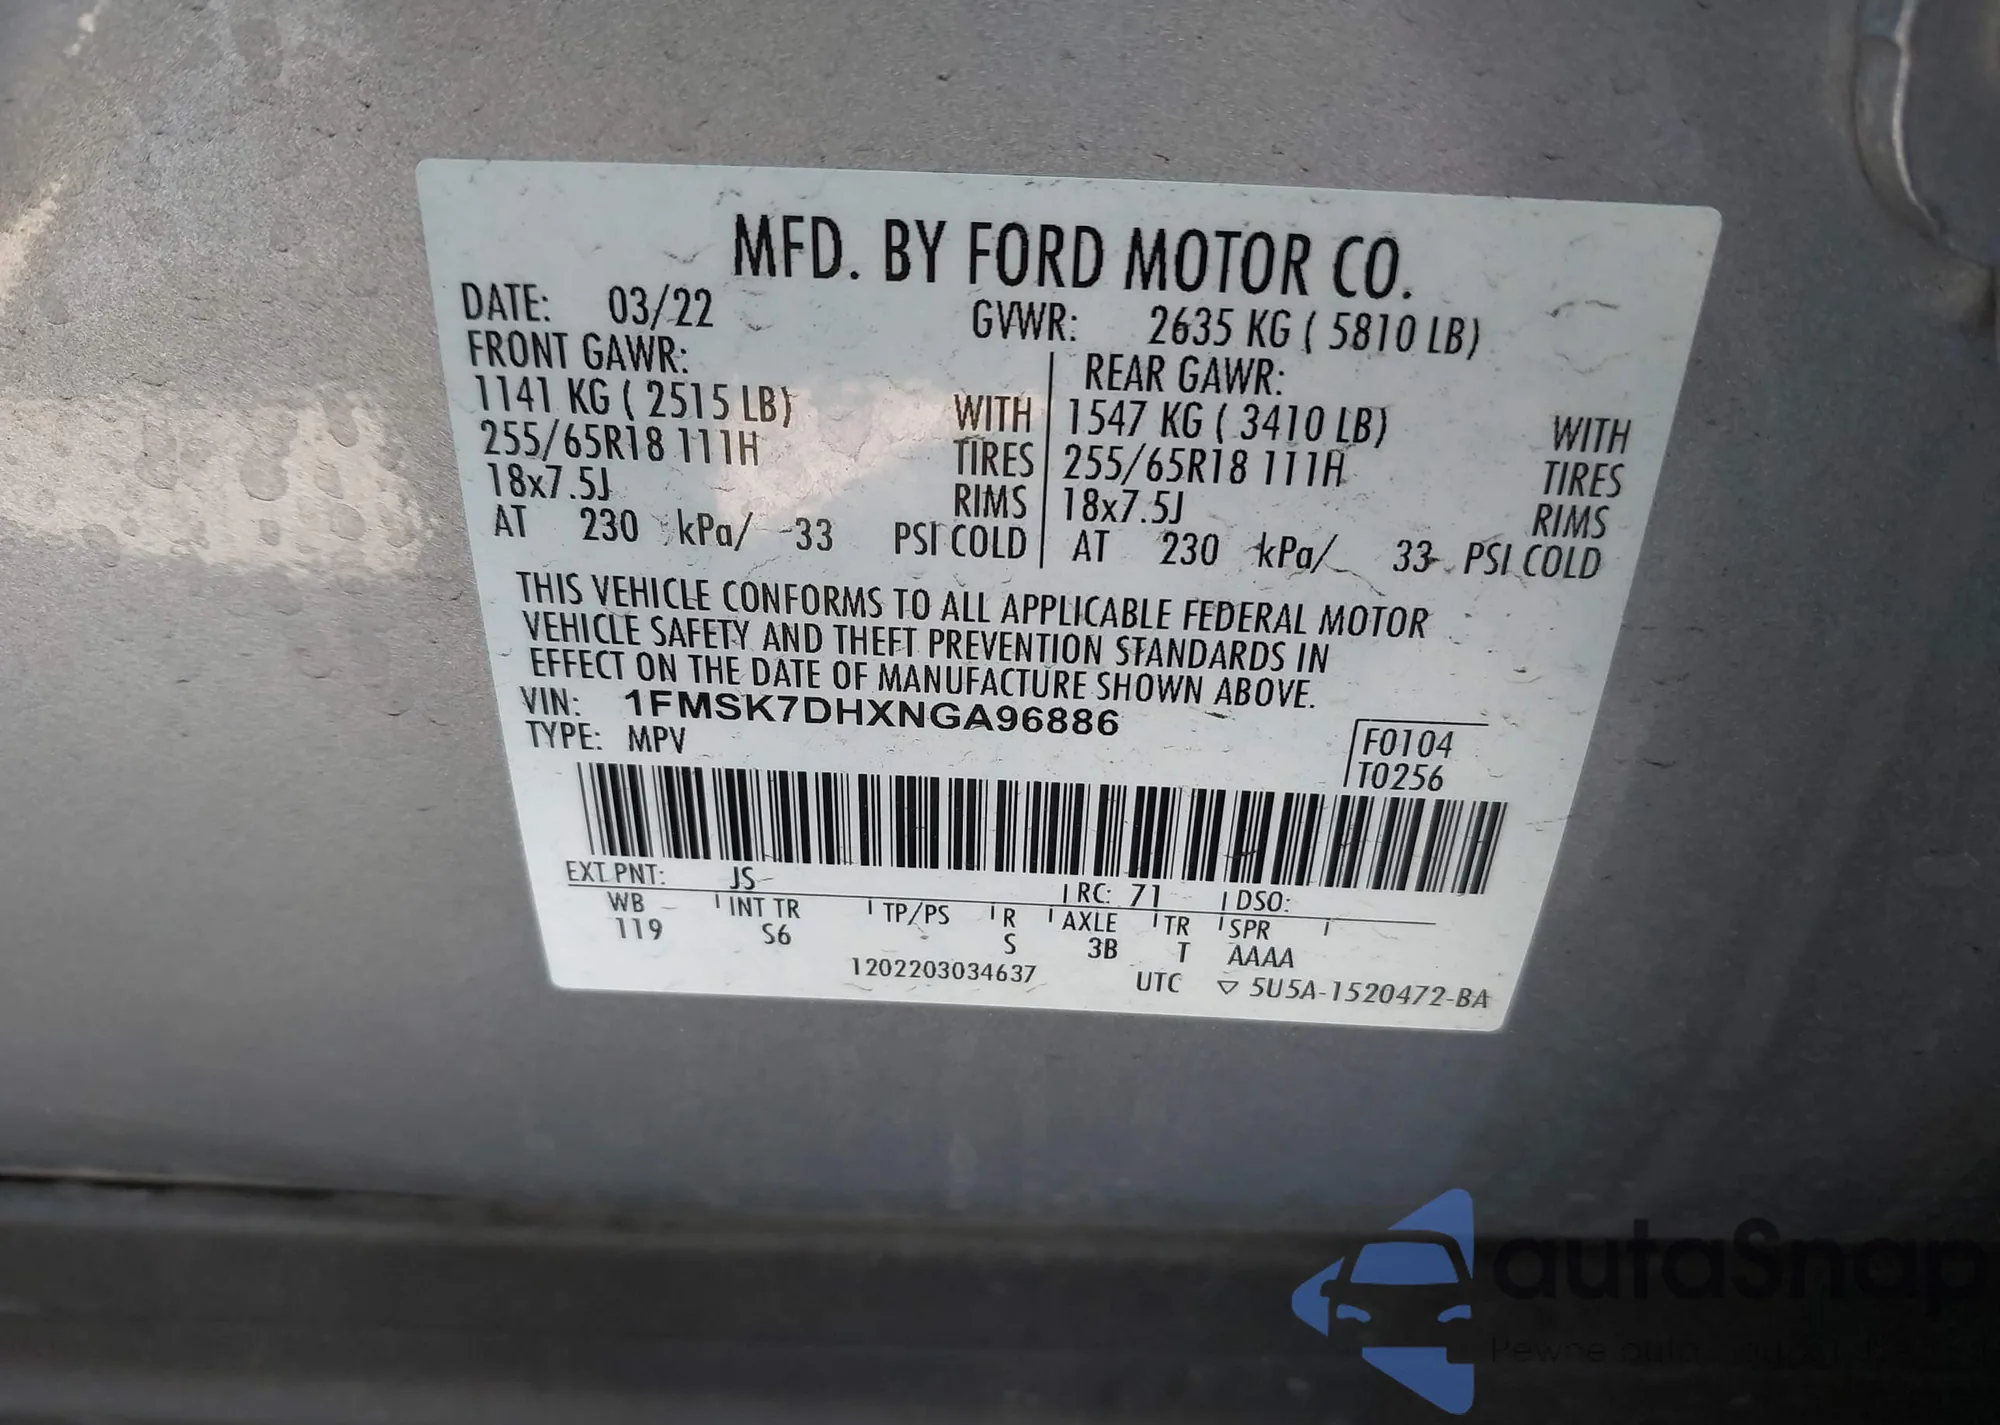 MFD. BY FORD MOTOR CO.
DATE: 03/22 GVWR: 2635 KG ( 5810 LB)
FRONT GAWR: REAR GAWR:
1141 KG ( 2515 LB) WITH 1547 KG ( 3410 LB) WITH
255/65R18 111H TIRES 255/65R18 111H TIRES
18x7.5J RIMS 18x7.5J RIMS
AT 230 kPa/ 33 PSI COLD AT 230 kPa/ 33 PSI COLD
THIS VEHICLE CONFORMS TO ALL APPLICABLE FEDERAL MOTOR
VEHICLE SAFETY AND THEFT PREVENTION STANDARDS IN
EFFECT ON THE DATE OF MANUFACTURE SHOWN ABOVE.
VIN: 1FMSK7DHXNGA96886
TYPE: MPV
F0104
T0256
EXT PNT: JS RC: 71 DSO:
WB INT TR TP/PS R AXLE TR SPR
119 S6 S 3B T AAAA
1202203034637 UTC ▽ 5U5A-1520472-BA
autaSnap
Pewne auta